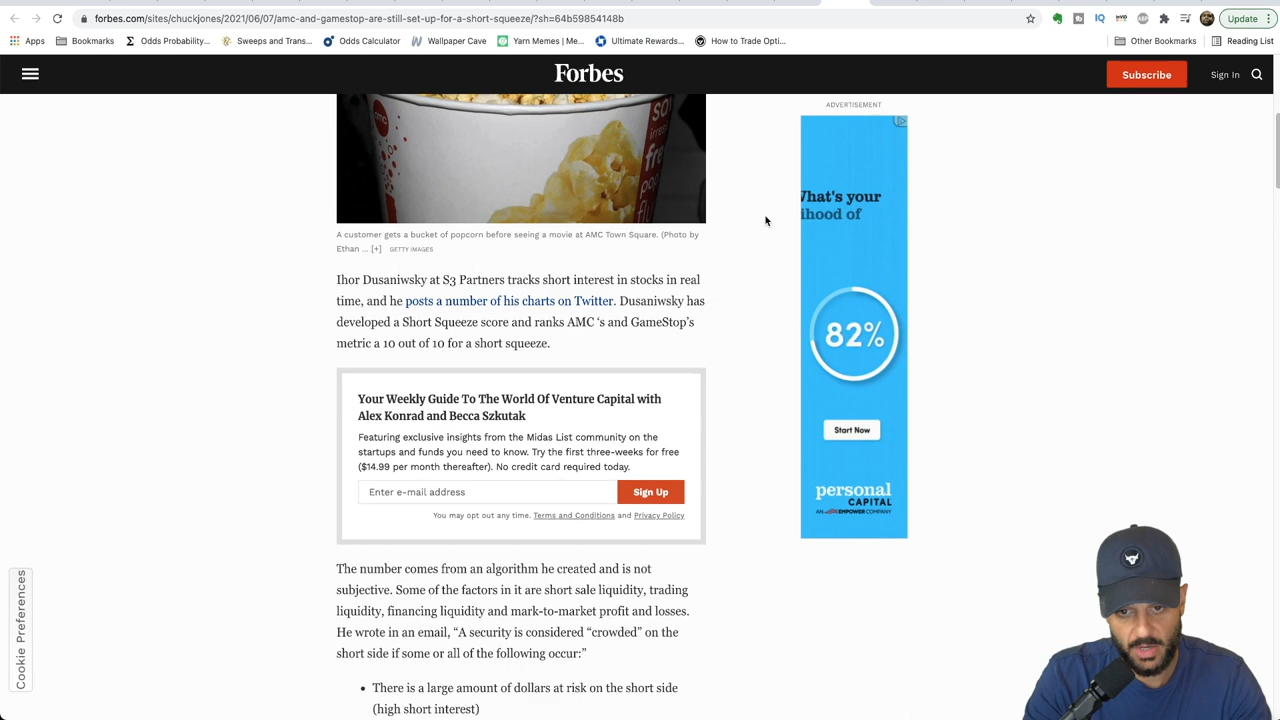 forbes.com/sites/chuckjones/2021/06/07/amc-and-gamestop-are-still-set-up-for-a-short-squeeze/?sh=64b59854148b
Update
Apps
Bookmarks
Odds Probability...
Sweeps and Trans...
Odds Calculator
Wallpaper Cave
Yarn Memes | Me...
Ultimate Rewards...
How to Trade Opti...
Other Bookmarks
Reading List
Forbes
Subscribe
Sign In
ADVERTISEMENT
amc
so
free
A customer gets a bucket of popcorn before seeing a movie at AMC Town Square. (Photo by
Ethan ... [+]
GETTY IMAGES
Ihor Dusaniwsky at S3 Partners tracks short interest in stocks in real
time, and he posts a number of his charts on Twitter. Dusaniwsky has
developed a Short Squeeze score and ranks AMC 's and GameStop's
metric a 10 out of 10 for a short squeeze.
Your Weekly Guide To The World Of Venture Capital with
Alex Konrad and Becca Szkutak
Featuring exclusive insights from the Midas List community on the
startups and funds you need to know. Try the first three-weeks for free
($14.99 per month thereafter). No credit card required today.
Enter e-mail address
Sign Up
You may opt out any time. Terms and Conditions and Privacy Policy
The number comes from an algorithm he created and is not
subjective. Some of the factors in it are short sale liquidity, trading
liquidity, financing liquidity and mark-to-market profit and losses.
He wrote in an email, “A security is considered “crowded” on the
short side if some or all of the following occur:”
• There is a large amount of dollars at risk on the short side
(high short interest)
What's your
ihood of
82%
Start Now
personal
CAPITAL
AN EMPOWER COMPANY
Cookie Preferences